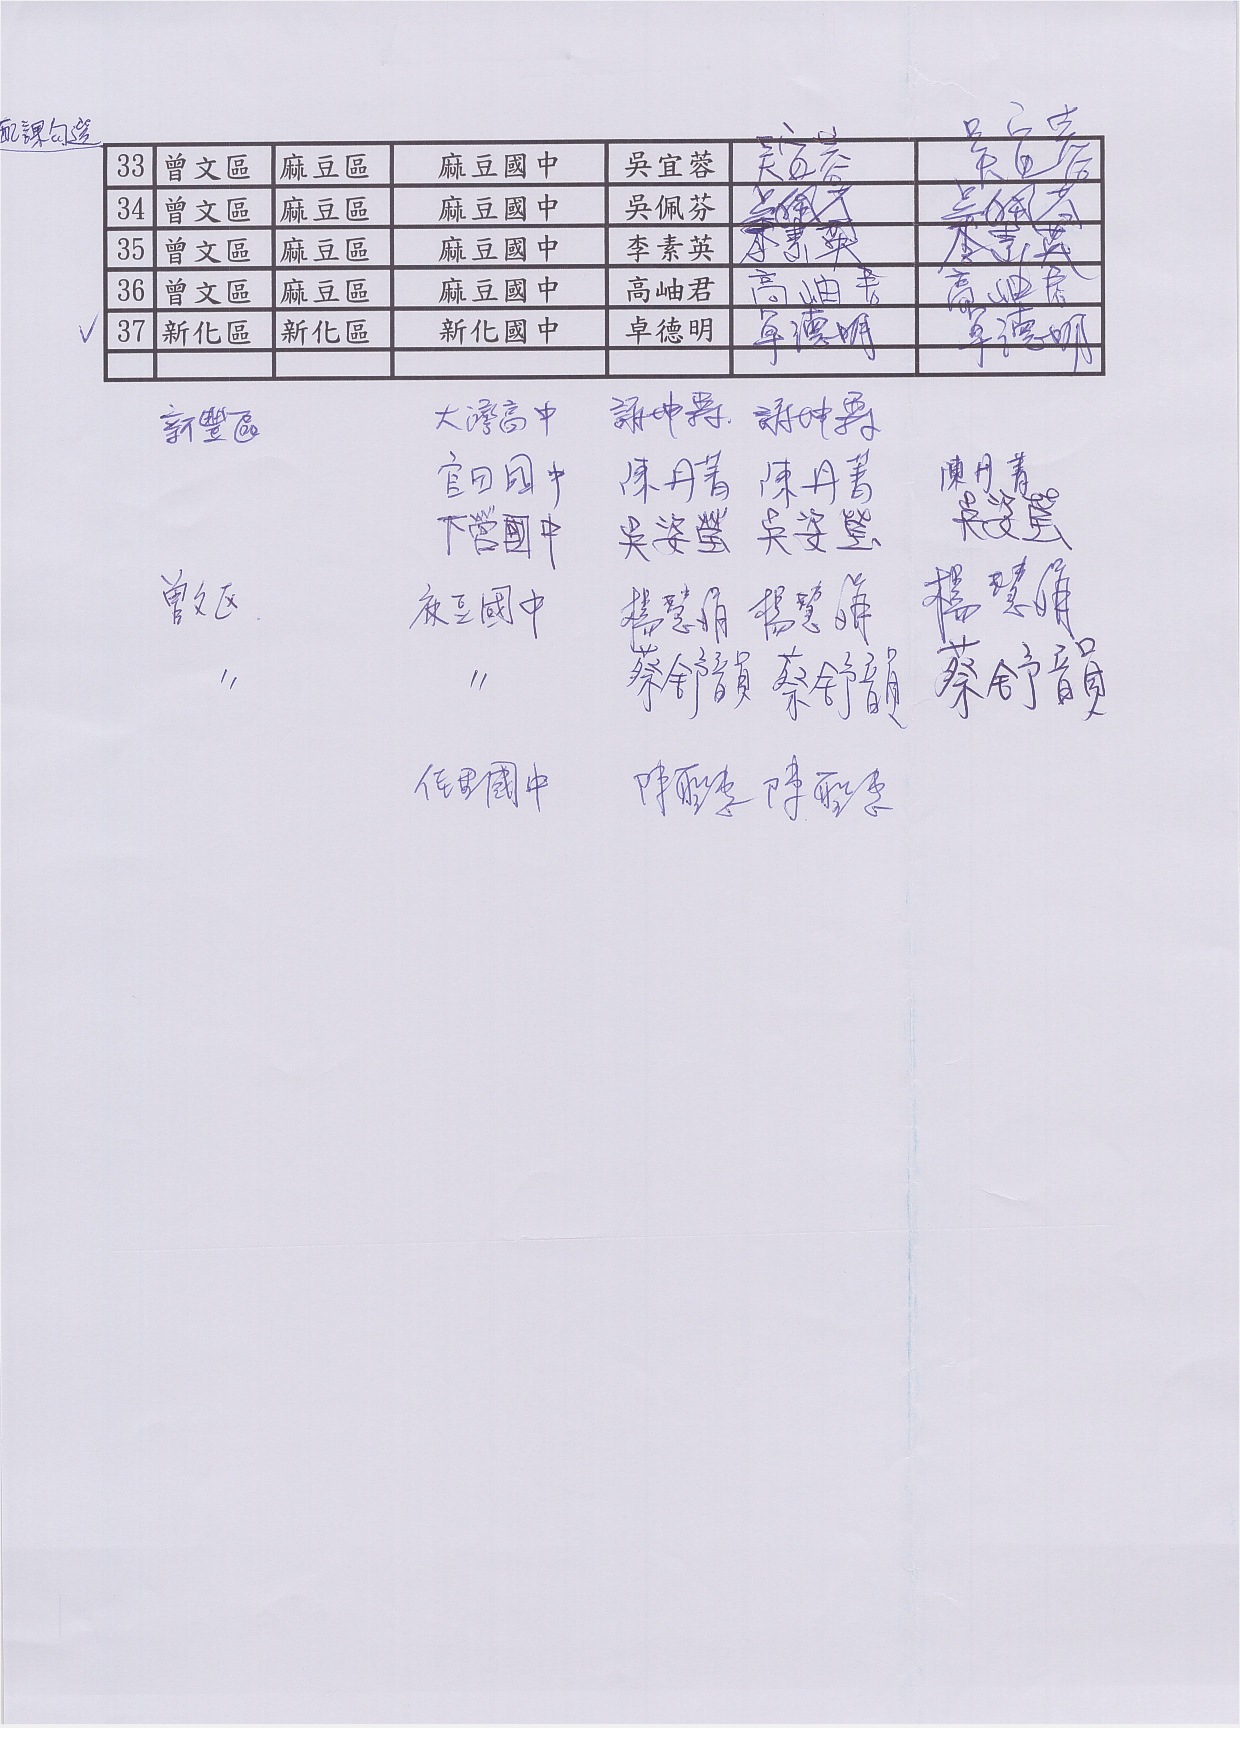 配課勾選
33 曾文區 麻豆區 麻豆國中 吳宜蓉 吳宜蓉 吳宜蓉
34 曾文區 麻豆區 麻豆國中 吳佩芬 吳佩芬 吳佩芬
35 曾文區 麻豆區 麻豆國中 李素英 李素英 李素英
36 曾文區 麻豆區 麻豆國中 高岫君 高岫君 高岫君
✓ 37 新化區 新化區 新化國中 卓德明 卓德明 卓德明
新豐區 大灣高中 謝坤 謝坤
官田國中 陳丹菁 陳丹菁 陳丹菁
下營國中 吳姿瑩 吳姿瑩 吳姿瑩
曾文区 麻豆國中 楊慧娟 楊慧娟 楊慧娟
〃 〃 蔡舒韻 蔡舒韻 蔡舒韻
佳里國中 陳 陳